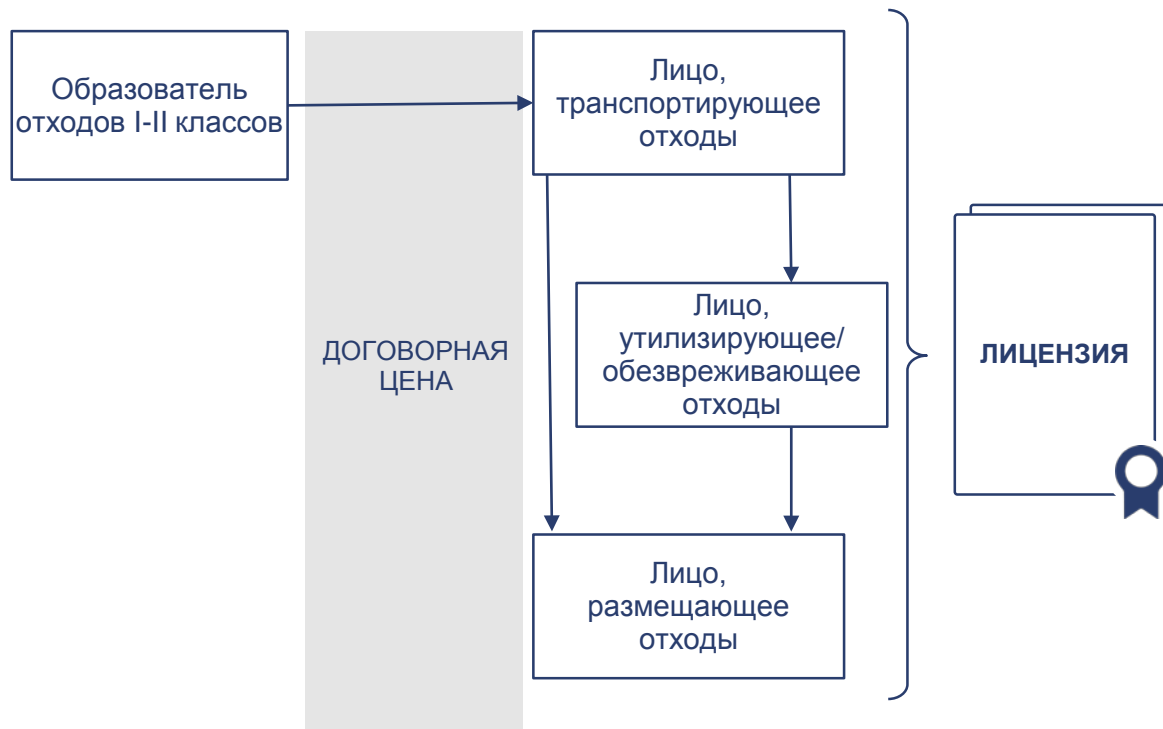 Образователь
отходов I-II классов
Лицо,
транспортирующее
отходы
ДОГОВОРНАЯ
ЦЕНА
Лицо,
утилизирующее/
обезвреживающее
отходы
ЛИЦЕНЗИЯ
Лицо,
размещающее
отходы